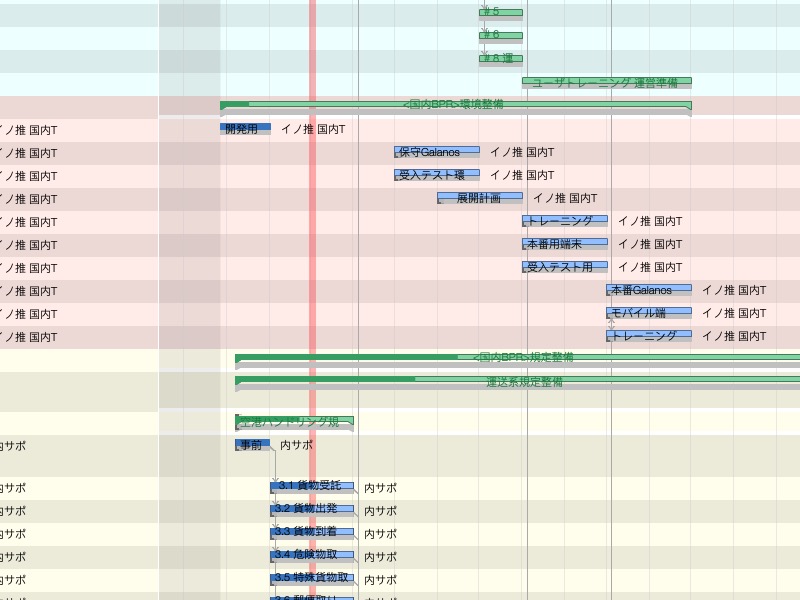 #5
#6
#8 運
ユーザトレーニング 運営準備
<国内BPR>環境整備
イノ推 国内T 開発用 イノ推 国内T
イノ推 国内T 保守Galanos イノ推 国内T
イノ推 国内T 受入テスト環 イノ推 国内T
イノ推 国内T 展開計画 イノ推 国内T
イノ推 国内T トレーニング イノ推 国内T
イノ推 国内T 本番用端末 イノ推 国内T
イノ推 国内T 受入テスト用 イノ推 国内T
イノ推 国内T 本番Galanos イノ推 国内T
イノ推 国内T モバイル端 イノ推 国内T
イノ推 国内T トレーニング イノ推 国内T
<国内BPR>規定整備
運送系規定整備
空港ハンドリング規
内サポ 事前 内サポ
内サポ 3.1 貨物受託 内サポ
内サポ 3.2 貨物出発 内サポ
内サポ 3.3 貨物到着 内サポ
内サポ 3.4 危険物取 内サポ
内サポ 3.5 特殊貨物取 内サポ